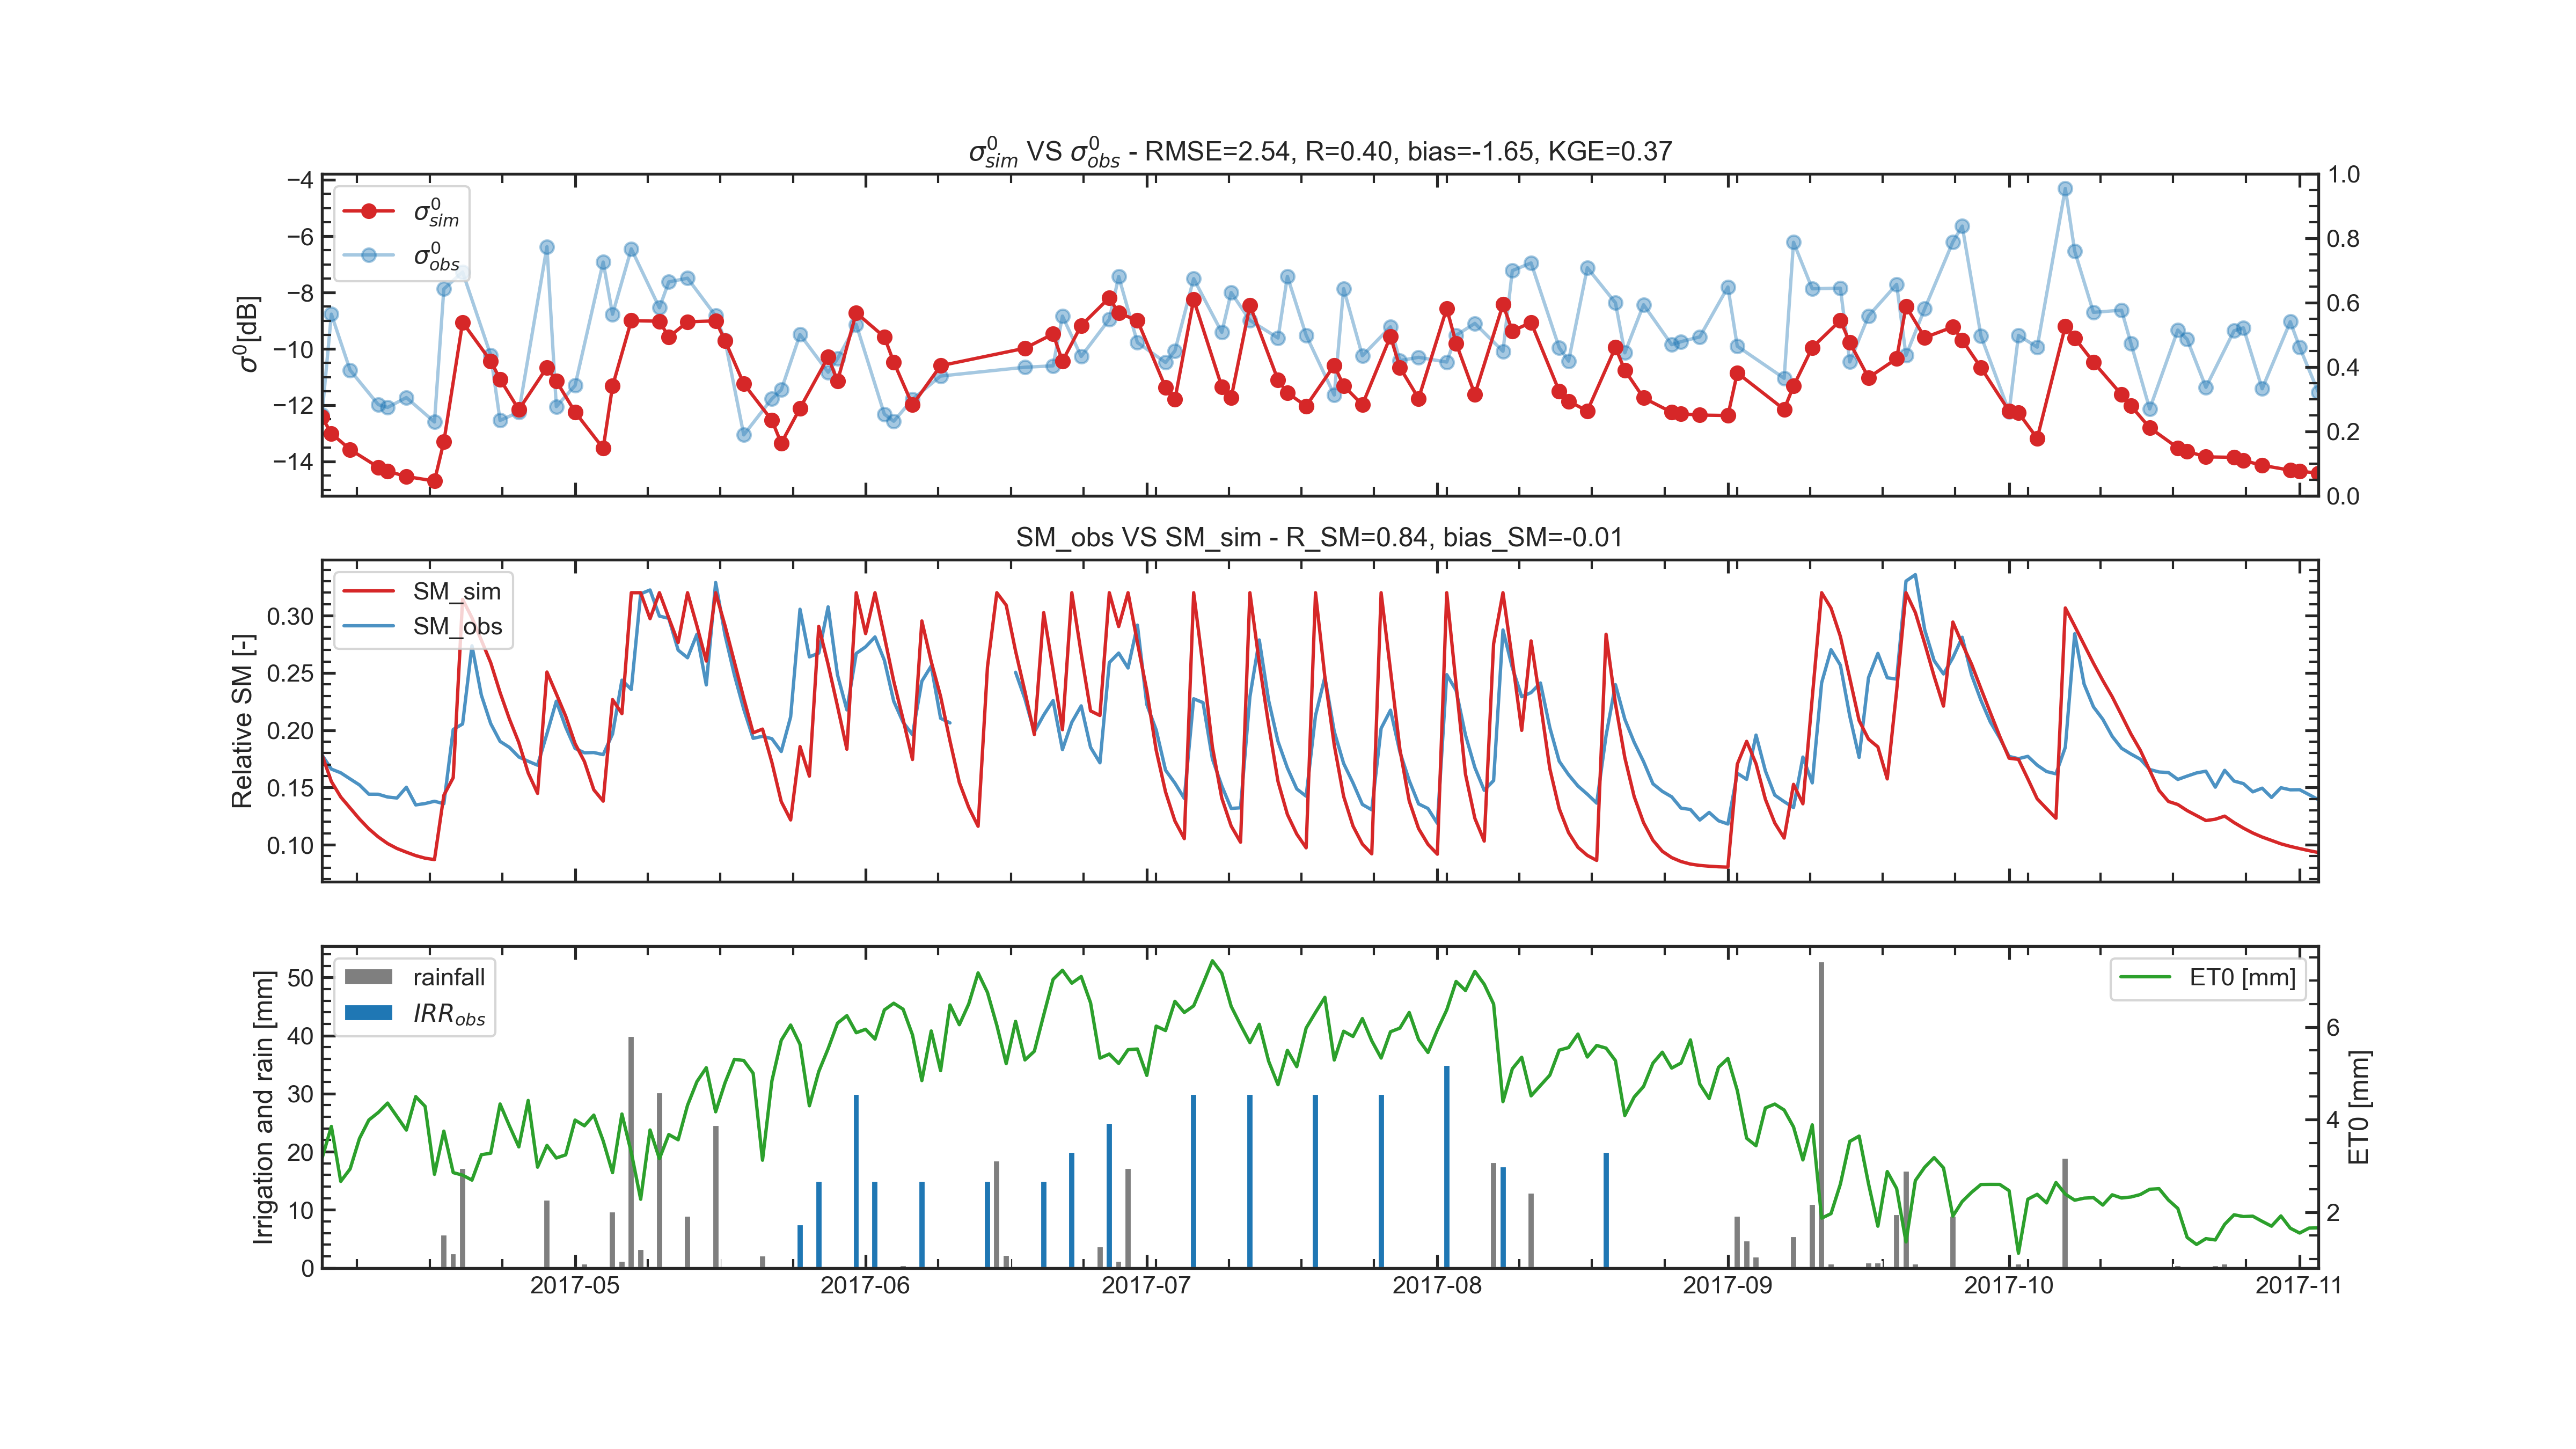 σ⁰sim VS σ⁰obs - RMSE=2.54, R=0.40, bias=-1.65, KGE=0.37
−4
−6
−8
−10
−12
−14
σ⁰[dB]
σ⁰sim
σ⁰obs
1.0
0.8
0.6
0.4
0.2
0.0
SM_obs VS SM_sim - R_SM=0.84, bias_SM=-0.01
0.30
0.25
0.20
0.15
0.10
Relative SM [-]
SM_sim
SM_obs
50
40
30
20
10
0
Irrigation and rain [mm]
rainfall
IRRobs
ET0 [mm]
6
4
2
ET0 [mm]
2017-05 2017-06 2017-07 2017-08 2017-09 2017-10 2017-11